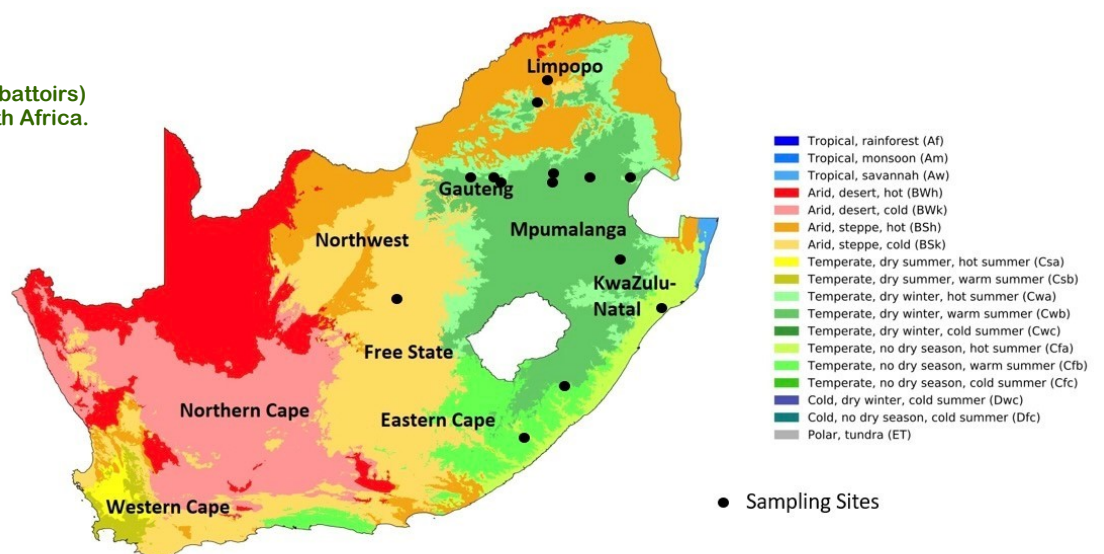 battoirs)
th Africa.
Limpopo
Gauteng
Mpumalanga
Northwest
KwaZulu-
Natal
Free State
Northern Cape
Eastern Cape
Western Cape
Tropical, rainforest (Af)
Tropical, monsoon (Am)
Tropical, savannah (Aw)
Arid, desert, hot (BWh)
Arid, desert, cold (BWk)
Arid, steppe, hot (BSh)
Arid, steppe, cold (BSk)
Temperate, dry summer, hot summer (Csa)
Temperate, dry summer, warm summer (Csb)
Temperate, dry winter, hot summer (Cwa)
Temperate, dry winter, warm summer (Cwb)
Temperate, dry winter, cold summer (Cwc)
Temperate, no dry season, hot summer (Cfa)
Temperate, no dry season, warm summer (Cfb)
Temperate, no dry season, cold summer (Cfc)
Cold, dry winter, cold summer (Dwc)
Cold, no dry season, cold summer (Dfc)
Polar, tundra (ET)
Sampling Sites